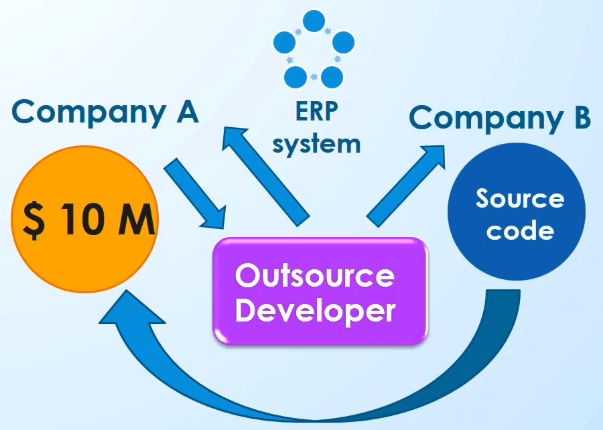 Company A
ERP
system
Company B
$ 10 M
Source
code
Outsource
Developer